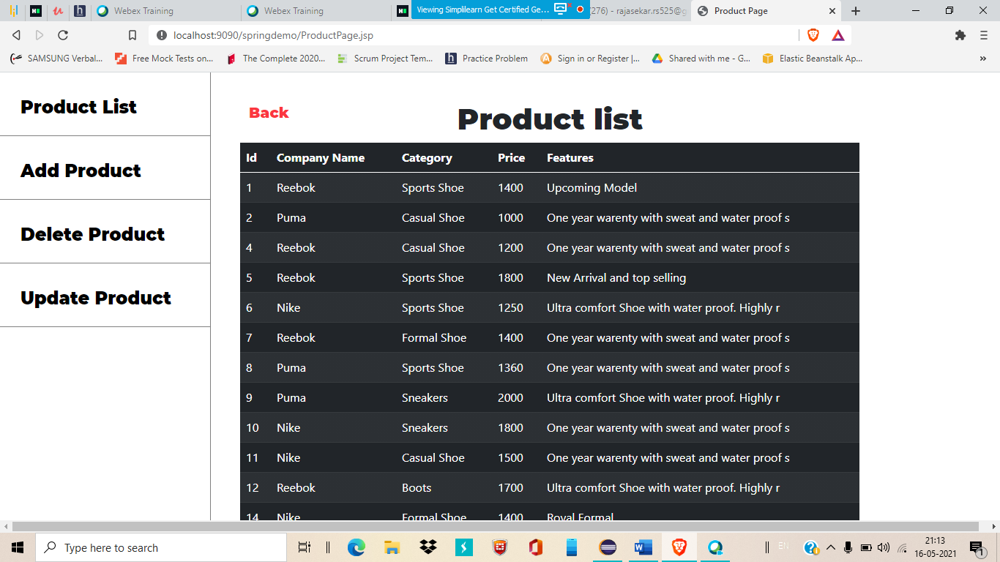 Webex Training
Webex Training
Viewing Simplilearn Get Certified Ge...
(276) - rajasekar.rs525@g
Product Page
localhost:9090/springdemo/ProductPage.jsp
SAMSUNG Verbal...
Free Mock Tests on...
The Complete 2020...
Scrum Project Tem...
Practice Problem
Sign in or Register |...
Shared with me - G...
Elastic Beanstalk Ap...
Product List
Add Product
Delete Product
Update Product
Back
Product list
Id Company Name Category Price Features
1 Reebok Sports Shoe 1400 Upcoming Model
2 Puma Casual Shoe 1000 One year warenty with sweat and water proof s
4 Reebok Casual Shoe 1200 One year warenty with sweat and water proof s
5 Reebok Sports Shoe 1800 New Arrival and top selling
6 Nike Sports Shoe 1250 Ultra comfort Shoe with water proof. Highly r
7 Reebok Formal Shoe 1400 One year warenty with sweat and water proof s
8 Puma Sports Shoe 1360 One year warenty with sweat and water proof s
9 Puma Sneakers 2000 Ultra comfort Shoe with water proof. Highly r
10 Nike Sneakers 1800 One year warenty with sweat and water proof s
11 Nike Casual Shoe 1500 One year warenty with sweat and water proof s
12 Reebok Boots 1700 Ultra comfort Shoe with water proof. Highly r
14 Nike Formal Shoe 1400 Royal Formal
Type here to search
EN
21:13
16-05-2021
1